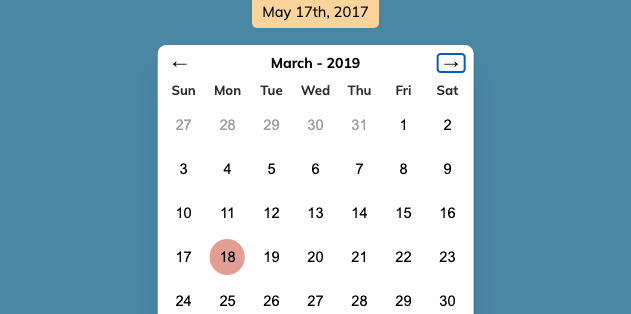 May 17th, 2017
← March - 2019 →
Sun Mon Tue Wed Thu Fri Sat
27 28 29 30 31 1 2
3 4 5 6 7 8 9
10 11 12 13 14 15 16
17 18 19 20 21 22 23
24 25 26 27 28 29 30